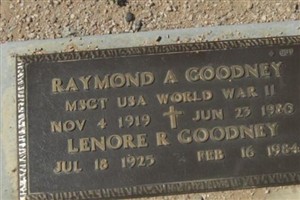 RAYMOND A GOODNEY
MSGT USA WORLD WAR II
NOV 4 1919 JUN 23 1980
LENORE R GOODNEY
JUL 18 1925 FEB 16 1984